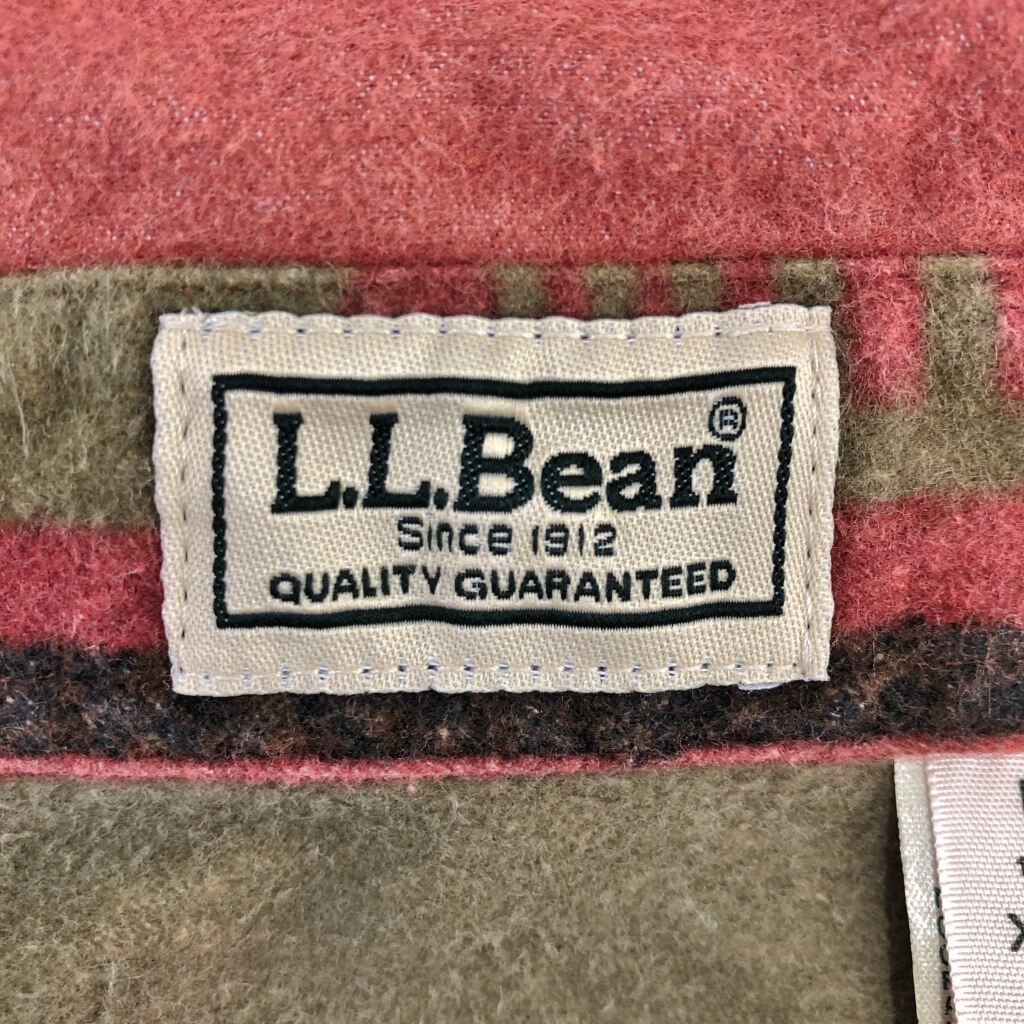 L.L.Bean®
Since 1912
QUALITY GUARANTEED